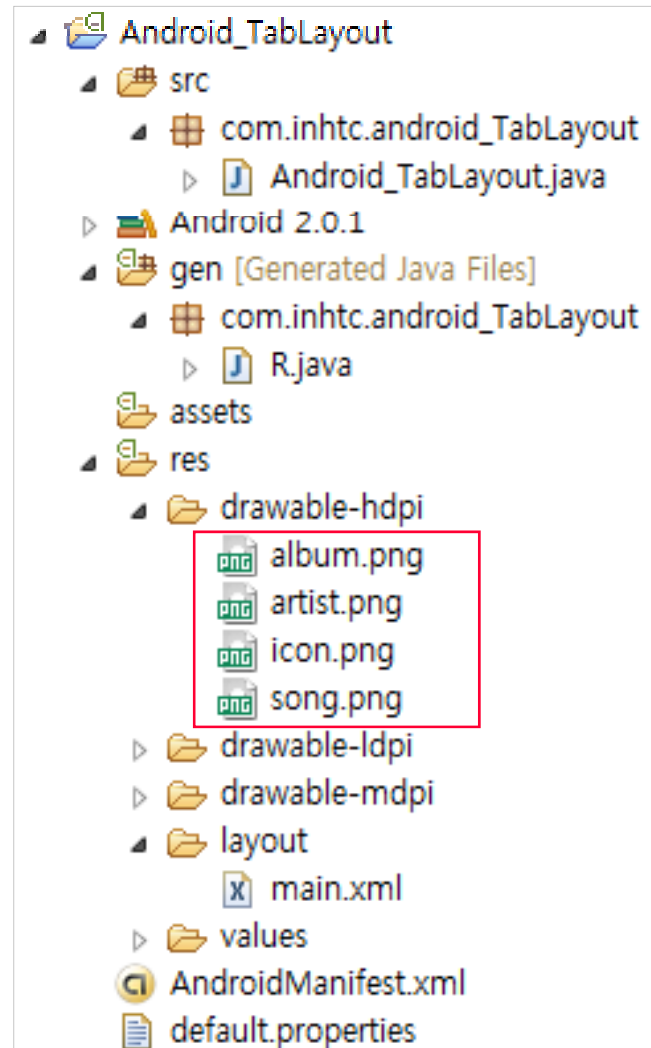 Android_TabLayout
src
com.inhtc.android_TabLayout
Android_TabLayout.java
Android 2.0.1
gen [Generated Java Files]
com.inhtc.android_TabLayout
R.java
assets
res
drawable-hdpi
album.png
artist.png
icon.png
song.png
drawable-ldpi
drawable-mdpi
layout
main.xml
values
AndroidManifest.xml
default.properties